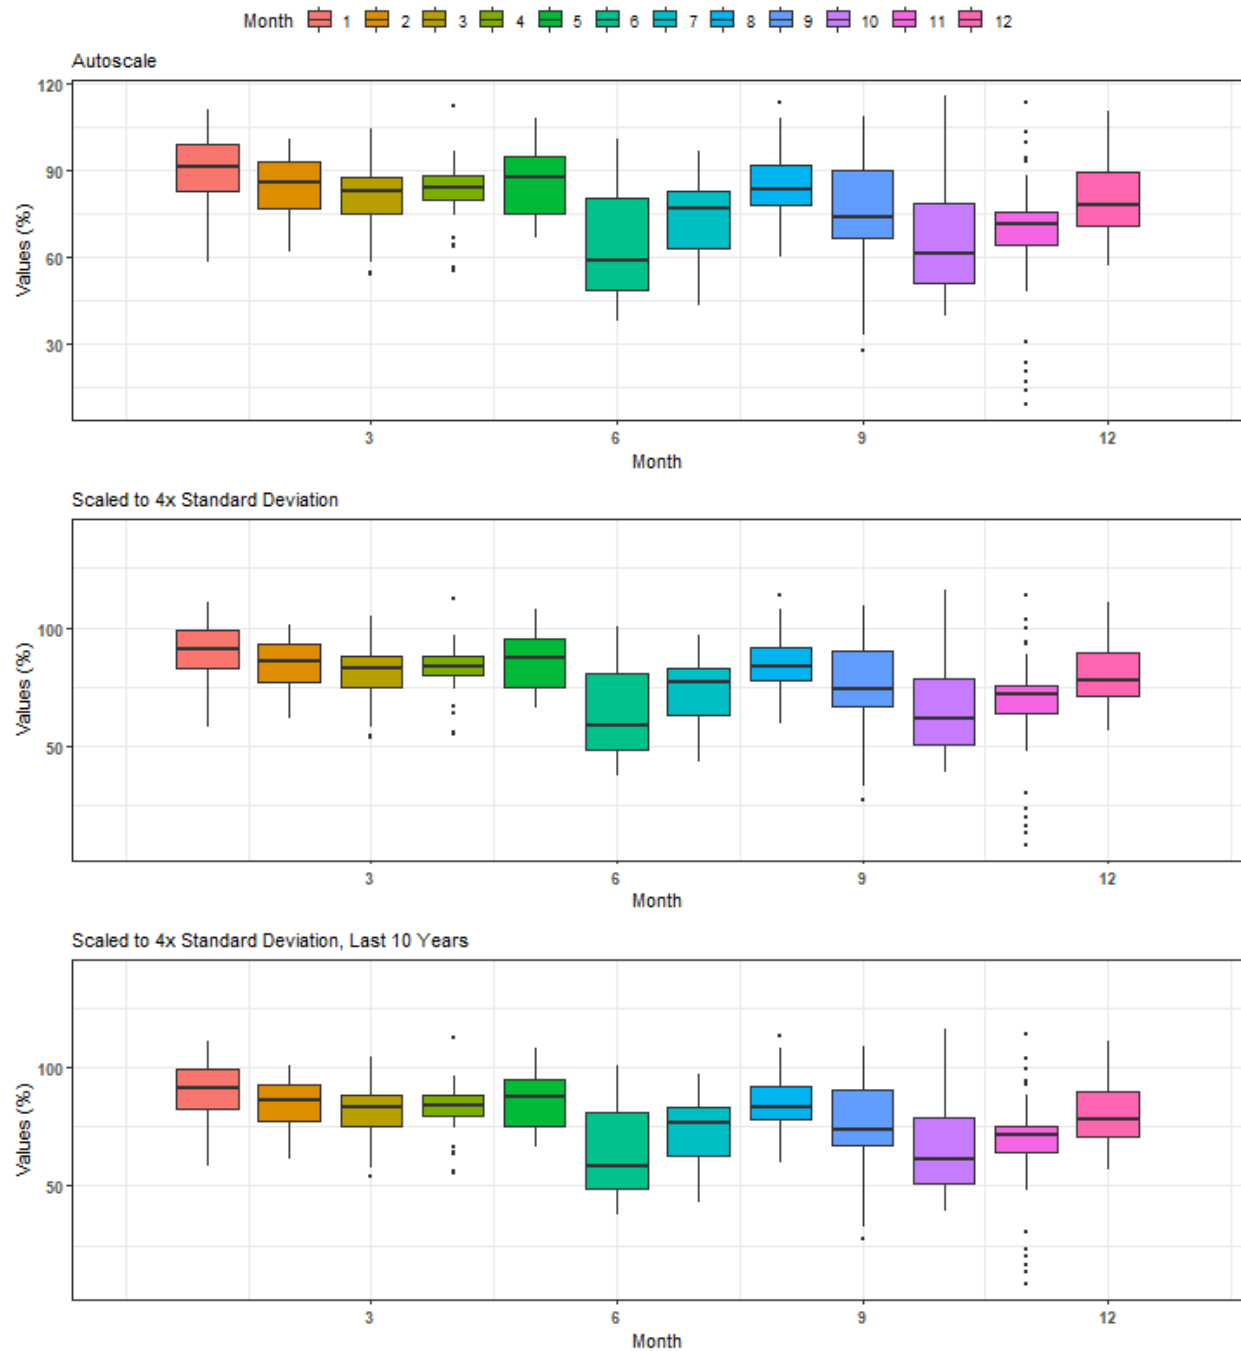 Month 1 2 3 4 5 6 7 8 9 10 11 12
Autoscale
Values (%)
120
90
60
30
3 6 9 12
Month
Scaled to 4x Standard Deviation
Values (%)
100
50
3 6 9 12
Month
Scaled to 4x Standard Deviation, Last 10 Years
Values (%)
100
50
3 6 9 12
Month